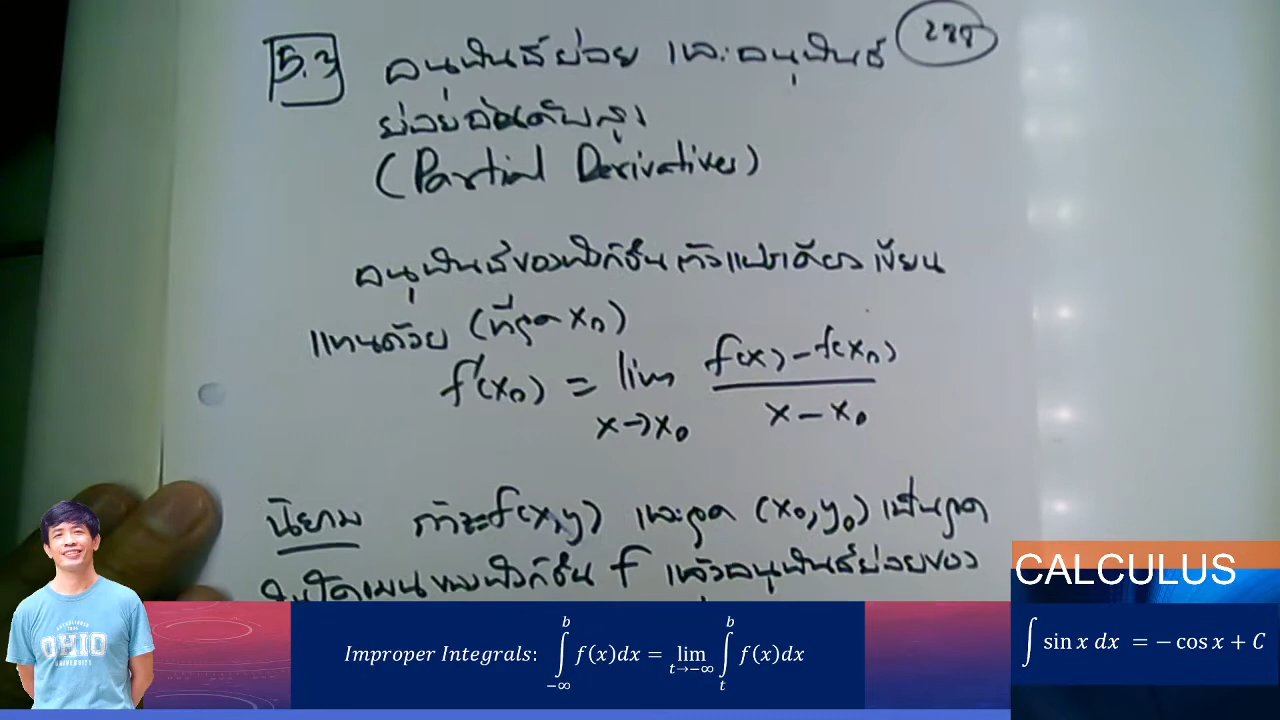 5.3 อนุพันธ์ย่อย และอนุพันธ์
ย่อยอันดับสูง
(Partial Derivatives)
อนุพันธ์ของฟังก์ชันตัวแปรเดียว เขียน
แทนด้วย (ที่จุด x₀)
f'(x₀) = lim f(x) - f(x₀)
x→x₀ x - x₀
นิยาม ถ้า z=f(x,y) และจุด (x₀,y₀) เป็นจุด
ในโดเมนของฟังก์ชัน f แล้วอนุพันธ์ย่อยของ
OHIO
UNIVERSITY
Improper Integrals: ∫_{-∞}^{b} f(x)dx = lim_{t→-∞} ∫_{t}^{b} f(x)dx
CALCULUS
∫ sin x dx = − cos x + C